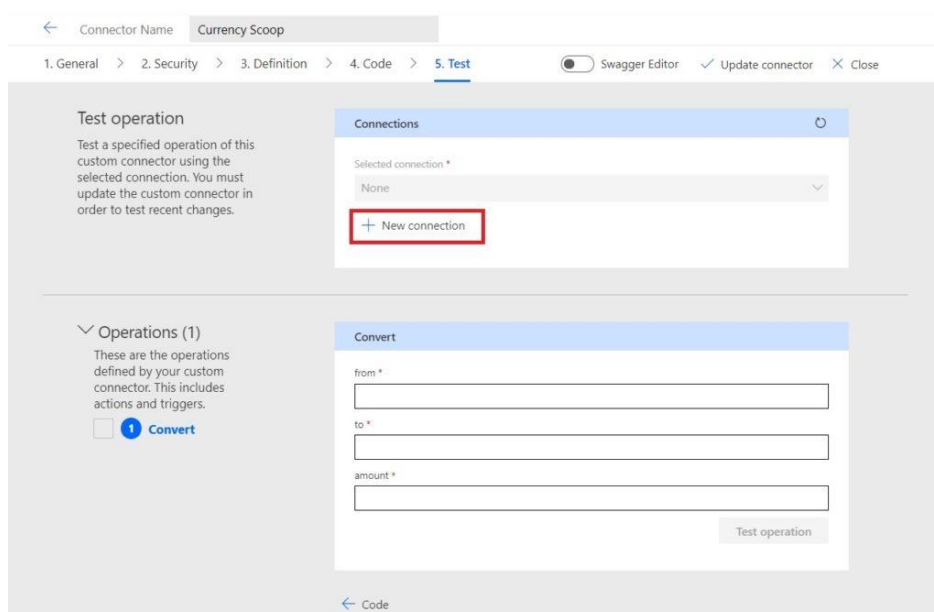 Connector Name Currency Scoop
1. General > 2. Security > 3. Definition > 4. Code > 5. Test Swagger Editor Update connector Close
Test operation
Test a specified operation of this
custom connector using the
selected connection. You must
update the custom connector in
order to test recent changes.
Connections
Selected connection *
None
+ New connection
Operations (1)
These are the operations
defined by your custom
connector. This includes
actions and triggers.
1 Convert
Convert
from *
to *
amount *
Test operation
Code